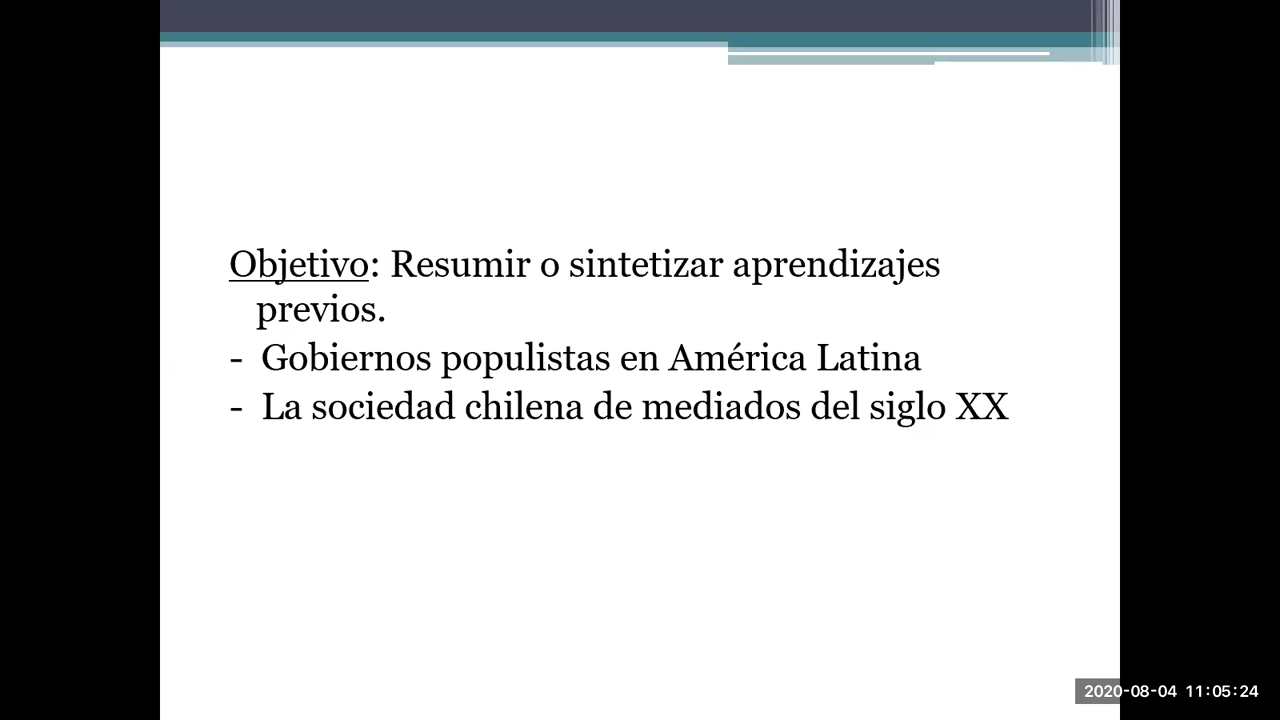 Objetivo: Resumir o sintetizar aprendizajes
previos.
- Gobiernos populistas en América Latina
- La sociedad chilena de mediados del siglo XX
2020-08-04 11:05:24